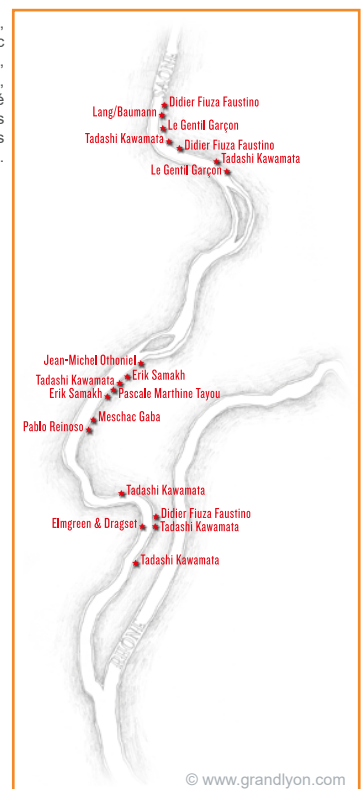 ,
c
,
,
é
s
s
.
SAÔNE
Didier Fiuza Faustino
Lang/Baumann
Le Gentil Garçon
Tadashi Kawamata
Didier Fiuza Faustino
Tadashi Kawamata
Le Gentil Garçon
Jean-Michel Othoniel
Erik Samakh
Tadashi Kawamata
Erik Samakh
Pascale Marthine Tayou
Meschac Gaba
Pablo Reinoso
Tadashi Kawamata
Didier Fiuza Faustino
Elmgreen & Dragset
Tadashi Kawamata
Tadashi Kawamata
RHÔNE
© www.grandlyon.com